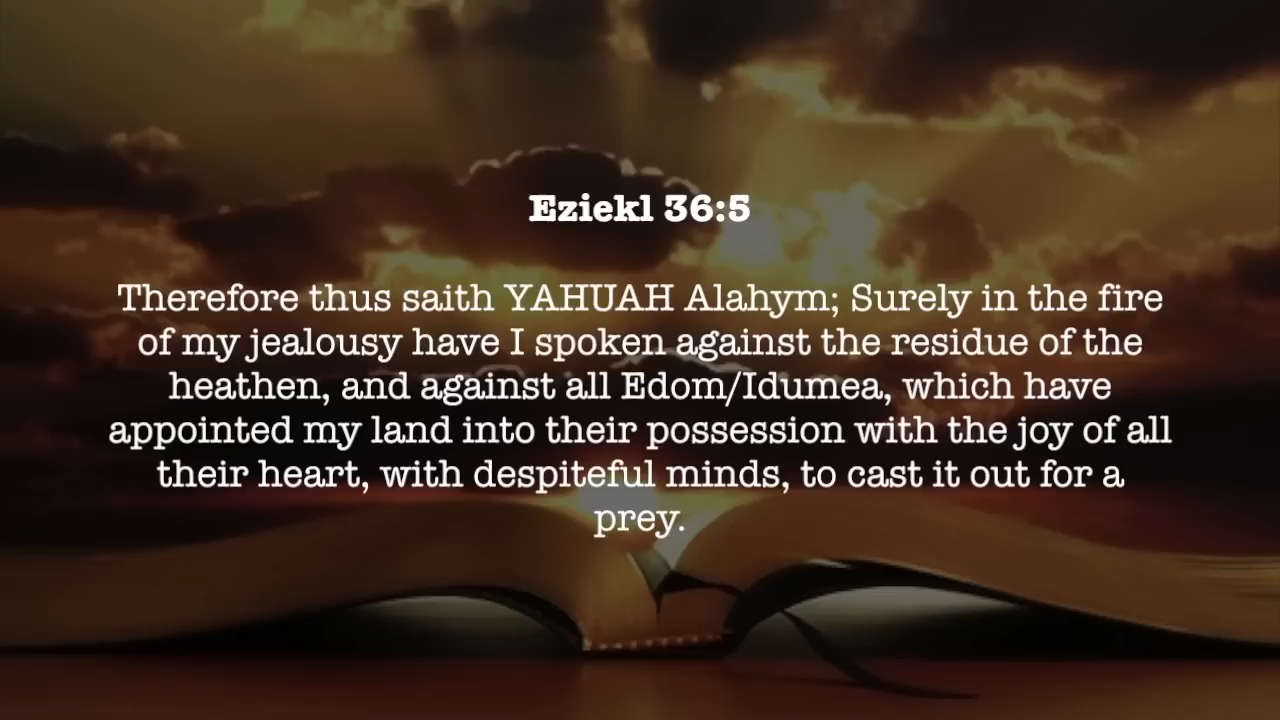 Eziekl 36:5
Therefore thus saith YAHUAH Alahym; Surely in the fire
of my jealousy have I spoken against the residue of the
heathen, and against all Edom/Idumea, which have
appointed my land into their possession with the joy of all
their heart, with despiteful minds, to cast it out for a
prey.